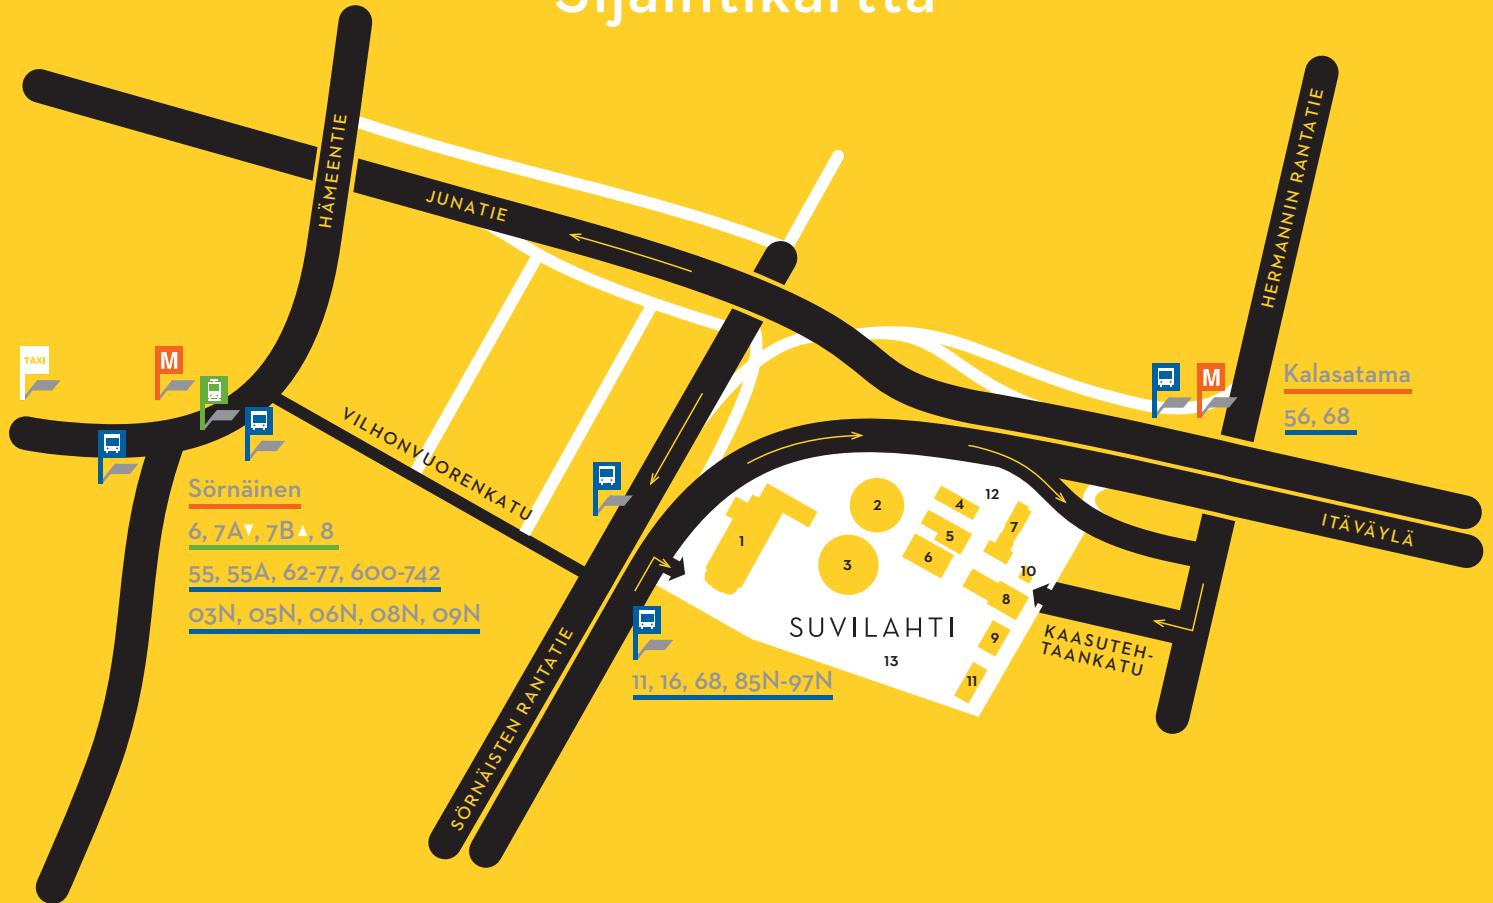 Sijaintikartta
HÄMEENTIE
JUNATIE
HERMANNIN RANTATIE
TAXI
M
M
Kalasatama
56, 68
VILHONVUORENKATU
Sörnäinen
6, 7A▼, 7B▲, 8
55, 55A, 62-77, 600-742
03N, 05N, 06N, 08N, 09N
ITÄVÄYLÄ
1
2
3
4
5
6
7
8
9
10
11
12
13
SUVILAHTI
KAASUTEH-
TAANKATU
SÖRNÄISTEN RANTATIE
11, 16, 68, 85N-97N